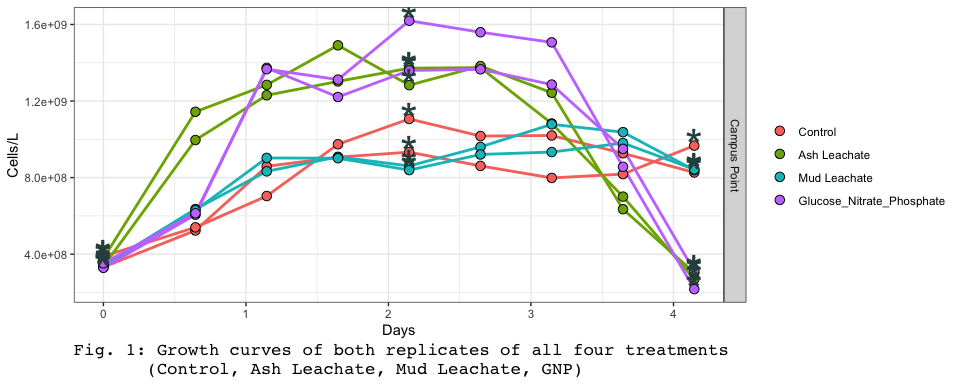 1.6e+09
1.2e+09
8.0e+08
4.0e+08
Cells/L
0 1 2 3 4
Days
Campus Point
Control
Ash Leachate
Mud Leachate
Glucose_Nitrate_Phosphate
Fig. 1: Growth curves of both replicates of all four treatments
(Control, Ash Leachate, Mud Leachate, GNP)